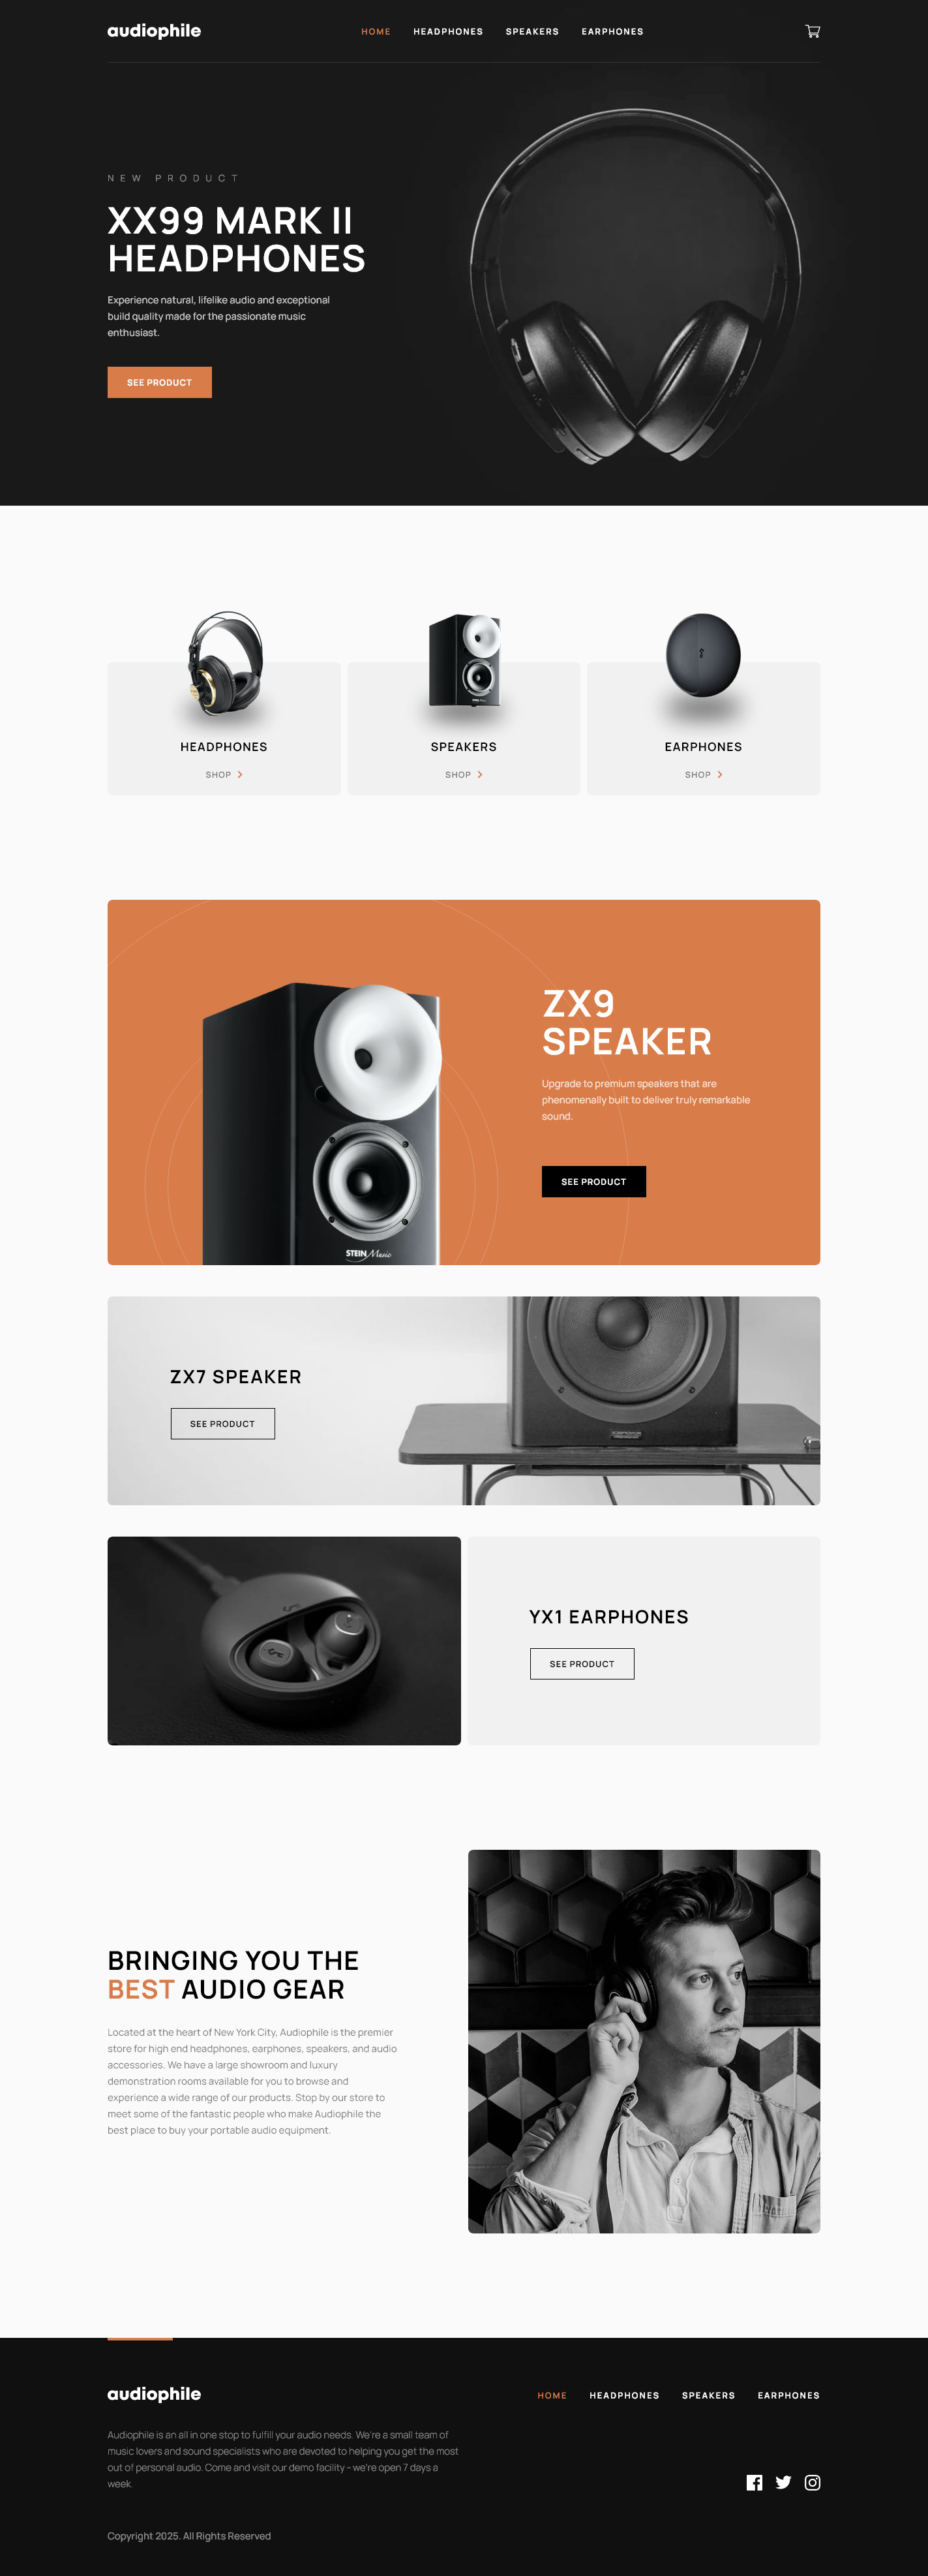 audiophile
HOME HEADPHONES SPEAKERS EARPHONES
NEW PRODUCT
XX99 MARK II
HEADPHONES
Experience natural, lifelike audio and exceptional
build quality made for the passionate music
enthusiast.
SEE PRODUCT
HEADPHONES
SHOP
SPEAKERS
SHOP
EARPHONES
SHOP
ZX9
SPEAKER
Upgrade to premium speakers that are
phenomenally built to deliver truly remarkable
sound.
SEE PRODUCT
STEIN Music
ZX7 SPEAKER
SEE PRODUCT
YX1 EARPHONES
SEE PRODUCT
BRINGING YOU THE
BEST AUDIO GEAR
Located at the heart of New York City, Audiophile is the premier
store for high end headphones, earphones, speakers, and audio
accessories. We have a large showroom and luxury
demonstration rooms available for you to browse and
experience a wide range of our products. Stop by our store to
meet some of the fantastic people who make Audiophile the
best place to buy your portable audio equipment.
audiophile
HOME HEADPHONES SPEAKERS EARPHONES
Audiophile is an all in one stop to fulfill your audio needs. We're a small team of
music lovers and sound specialists who are devoted to helping you get the most
out of personal audio. Come and visit our demo facility - we're open 7 days a
week.
Copyright 2025. All Rights Reserved